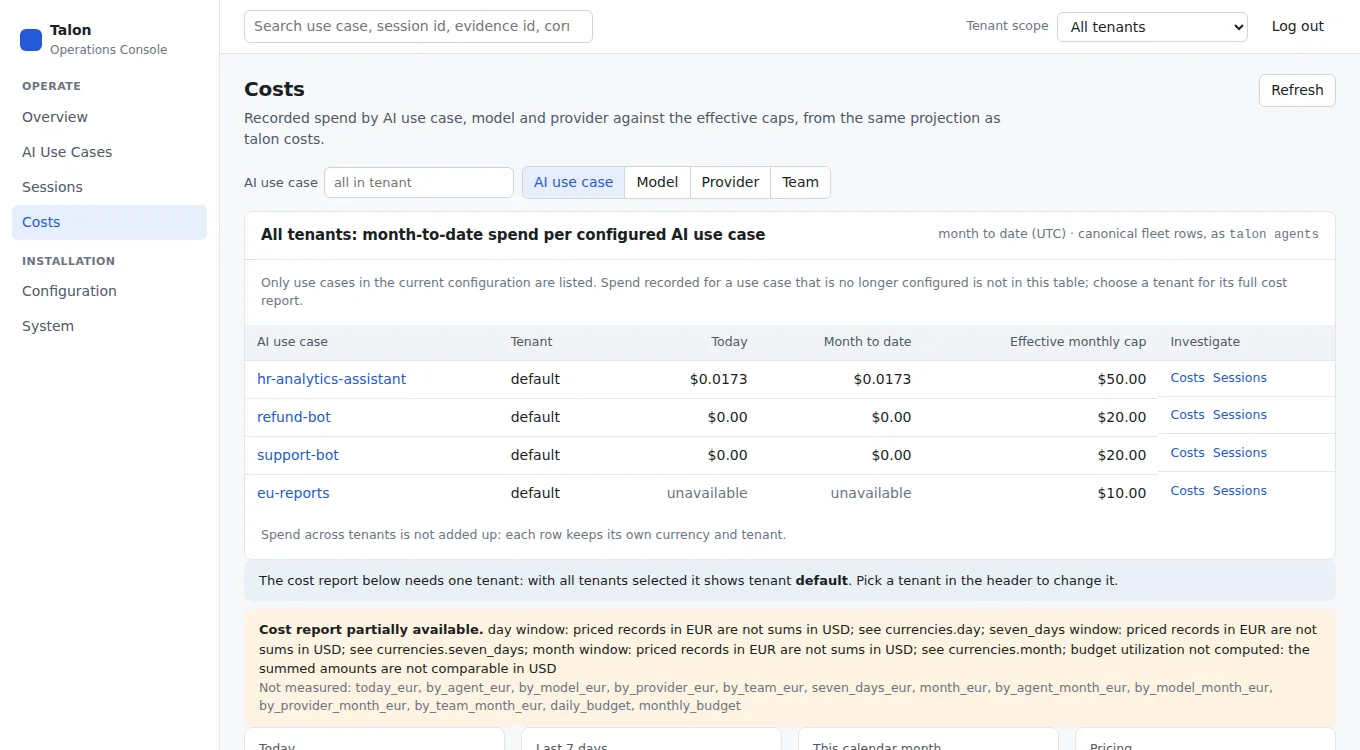 Talon
Operations Console
Search use case, session id, evidence id, corr
Tenant scope
All tenants
Log out
OPERATE
Overview
AI Use Cases
Sessions
Costs
INSTALLATION
Configuration
System
Costs
Refresh
Recorded spend by AI use case, model and provider against the effective caps, from the same projection as
talon costs.
AI use case
all in tenant
AI use case
Model
Provider
Team
All tenants: month-to-date spend per configured AI use case
month to date (UTC) · canonical fleet rows, as talon agents
Only use cases in the current configuration are listed. Spend recorded for a use case that is no longer configured is not in this table; choose a tenant for its full cost
report.
AI use case Tenant Today Month to date Effective monthly cap Investigate
hr-analytics-assistant default $0.0173 $0.0173 $50.00 Costs Sessions
refund-bot default $0.00 $0.00 $20.00 Costs Sessions
support-bot default $0.00 $0.00 $20.00 Costs Sessions
eu-reports default unavailable unavailable $10.00 Costs Sessions
Spend across tenants is not added up: each row keeps its own currency and tenant.
The cost report below needs one tenant: with all tenants selected it shows tenant default. Pick a tenant in the header to change it.
Cost report partially available. day window: priced records in EUR are not sums in USD; see currencies.day; seven_days window: priced records in EUR are not
sums in USD; see currencies.seven_days; month window: priced records in EUR are not sums in USD; see currencies.month; budget utilization not computed: the
summed amounts are not comparable in USD
Not measured: today_eur, by_agent_eur, by_model_eur, by_provider_eur, by_team_eur, seven_days_eur, month_eur, by_agent_month_eur, by_model_month_eur,
by_provider_month_eur, by_team_month_eur, daily_budget, monthly_budget
Today
Last 7 days
This calendar month
Pricing